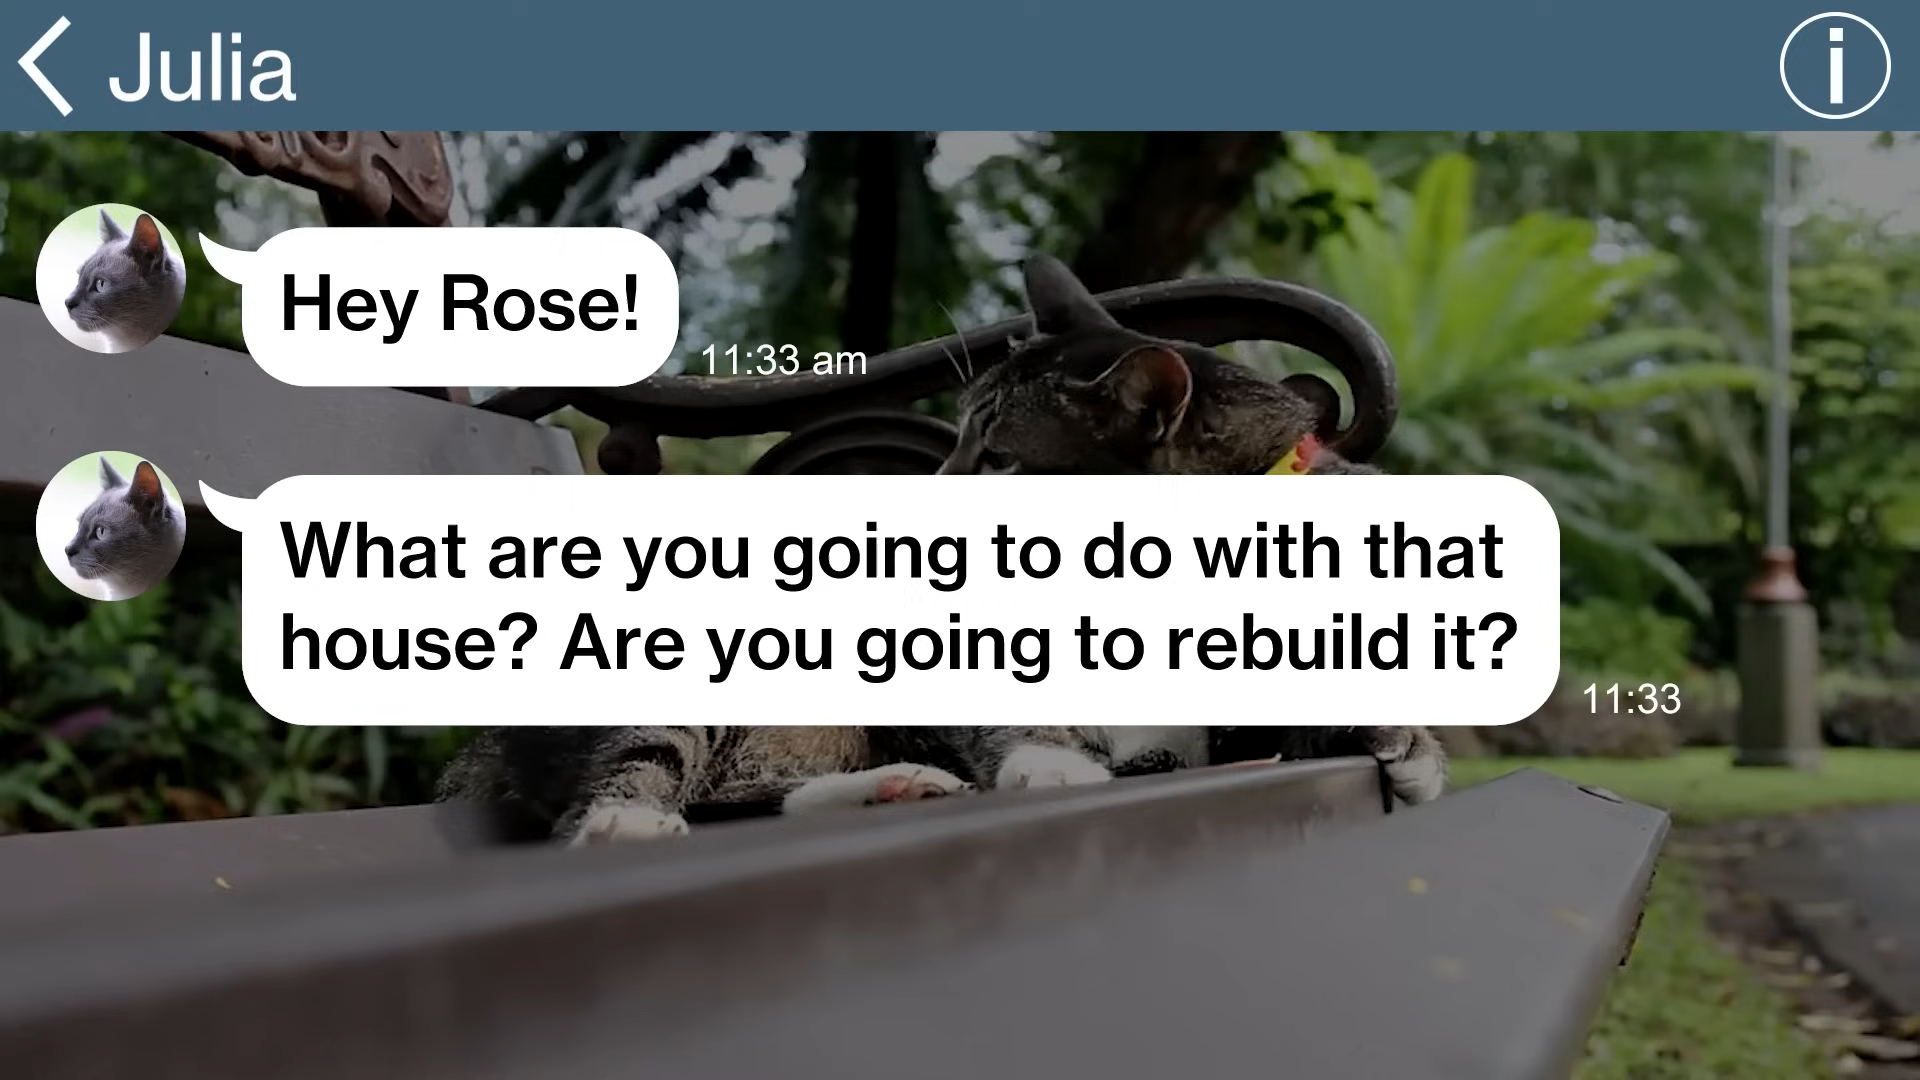 Julia
Hey Rose!
11:33 am
What are you going to do with that
house? Are you going to rebuild it?
11:33